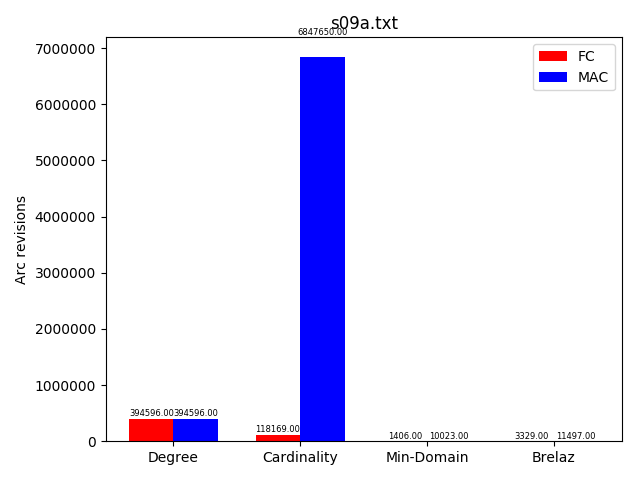 s09a.txt
6847650.00
7000000
FC
MAC
6000000
5000000
4000000
Arc revisions
3000000
2000000
1000000
394596.00 394596.00
118169.00
1406.00 10023.00
3329.00 11497.00
0
Degree Cardinality Min-Domain Brelaz